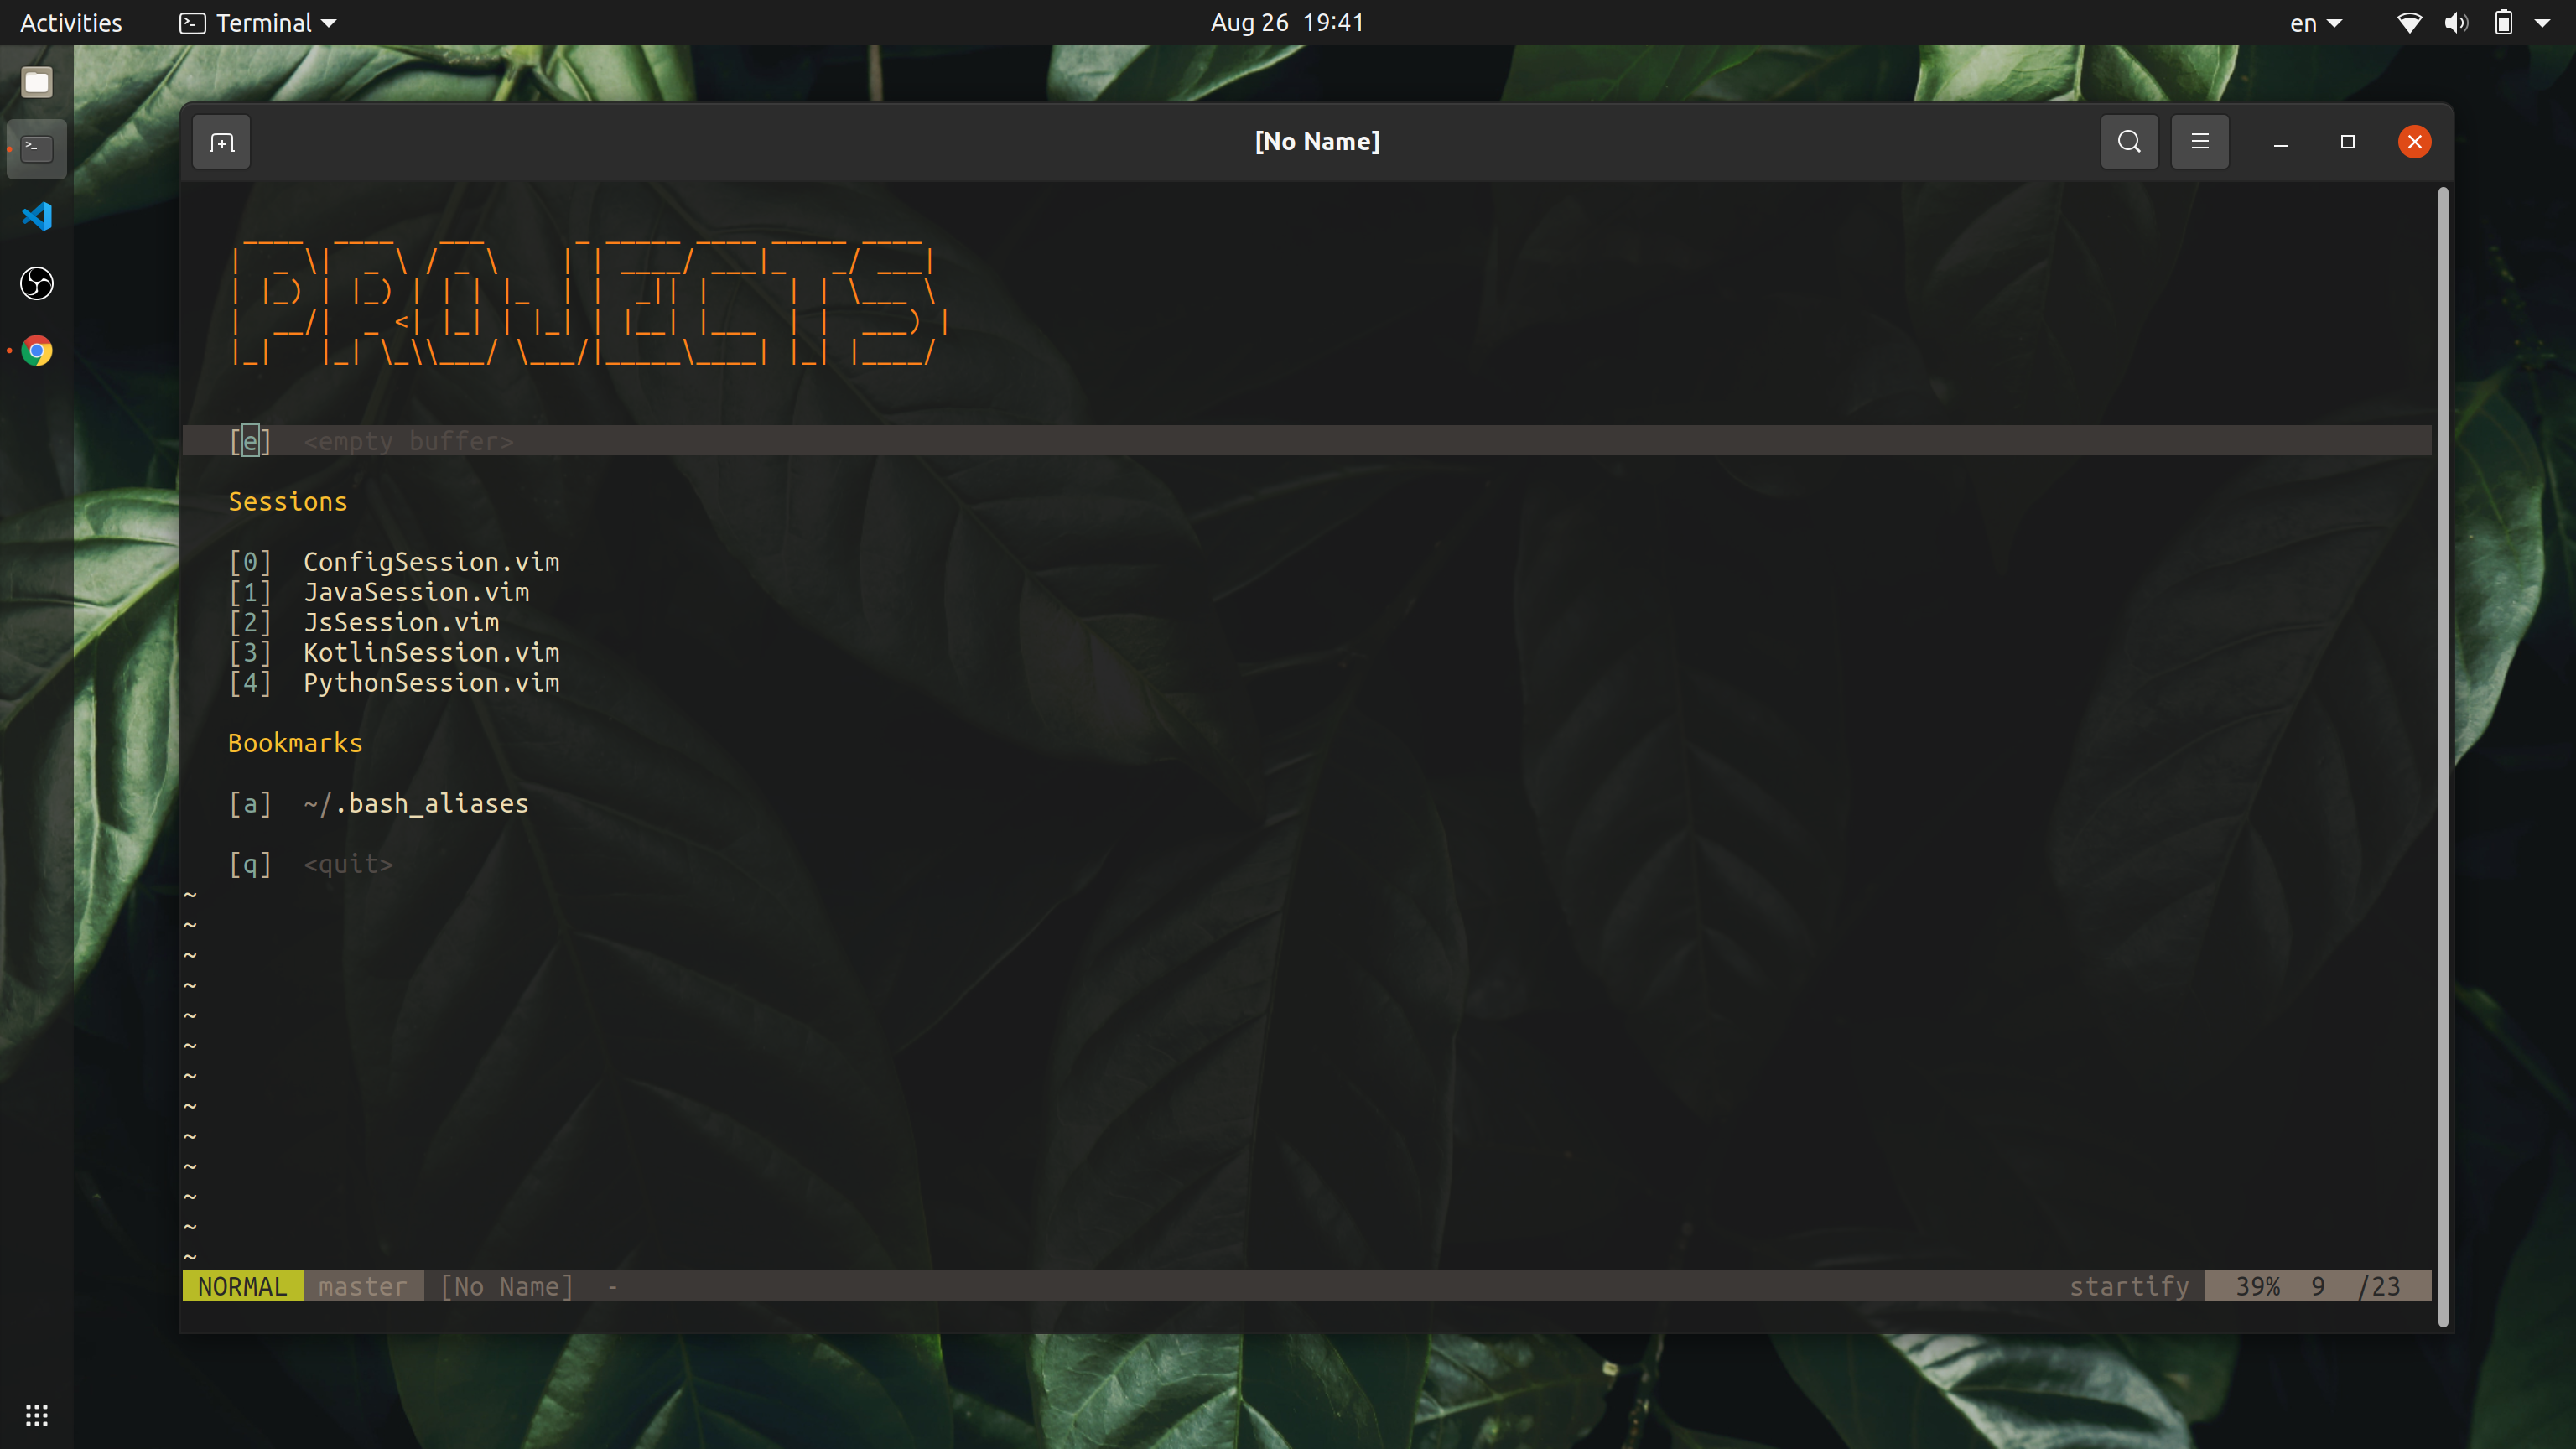 Activities Terminal Aug 26 19:41 en
[No Name]
PROJECTS
[e] <empty buffer>
Sessions
[0] ConfigSession.vim
[1] JavaSession.vim
[2] JsSession.vim
[3] KotlinSession.vim
[4] PythonSession.vim
Bookmarks
[a] ~/.bash_aliases
[q] <quit>
~
~
~
~
~
~
~
~
~
~
~
~
~
NORMAL master [No Name] - startify 39% 9 /23